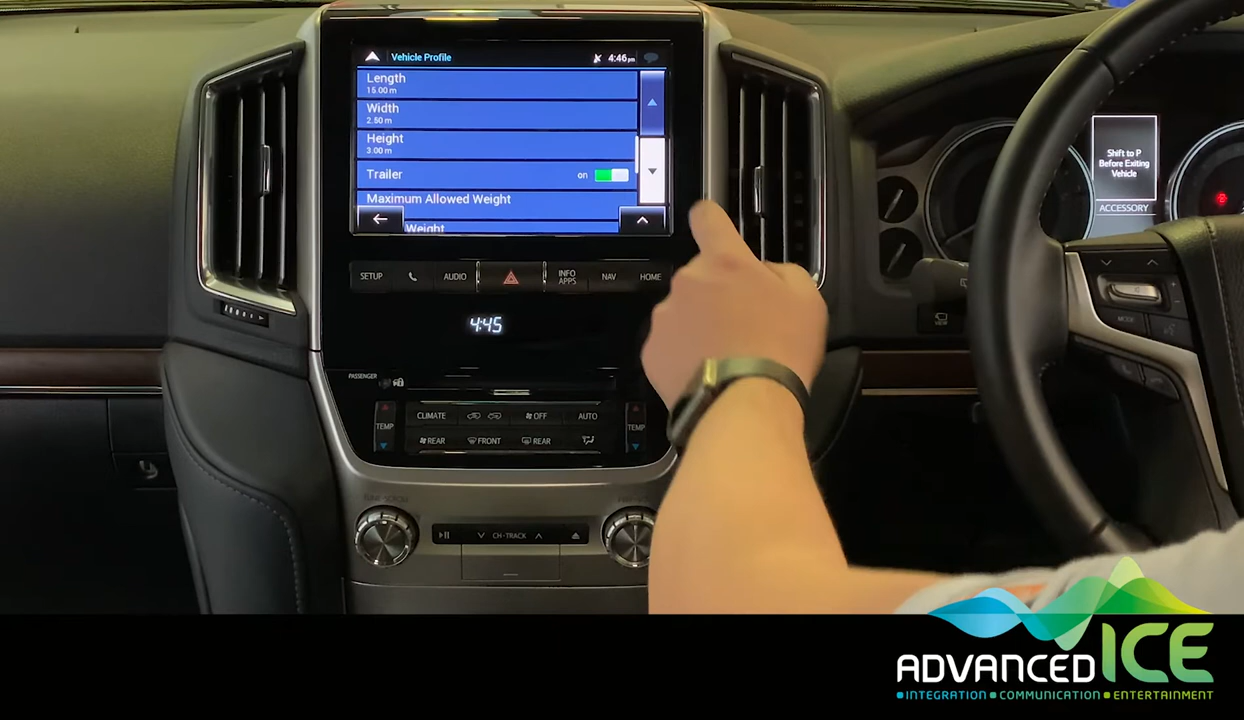 Vehicle Profile
4:46pm
Length
15.00 m
Width
2.50 m
Height
3.00 m
Trailer
on
Maximum Allowed Weight
Weight
SETUP
AUDIO
INFO
APPS
NAV
HOME
4:45
PASSENGER
CLIMATE
OFF
AUTO
TEMP
TEMP
REAR
FRONT
REAR
CH-TRACK
Shift to P
Before Exiting
Vehicle
ACCESSORY
VIEW
MODE
ADVANCED ICE
INTEGRATION COMMUNICATION ENTERTAINMENT